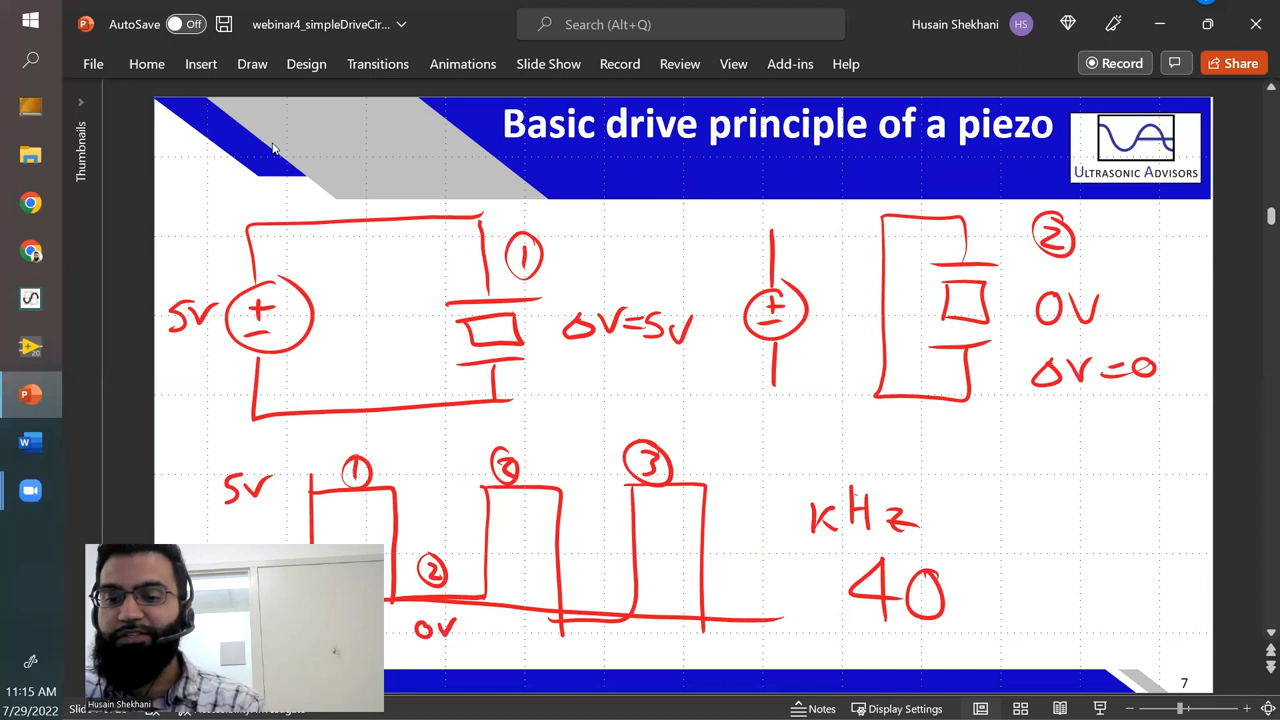 AutoSave Off webinar4_simpleDriveCir... Search (Alt+Q) Husain Shekhani HS
File Home Insert Draw Design Transitions Animations Slide Show Record Review View Add-ins Help Record Share
Thumbnails
Basic drive principle of a piezo
ULTRASONIC ADVISORS
1
2
5V
+
−
ΔV=5V
+
−
0V
ΔV=0
5V
1
3
kHz
2
40
0V
7
Husain Shekhani
11:15 AM
7/29/2022
Notes Display Settings